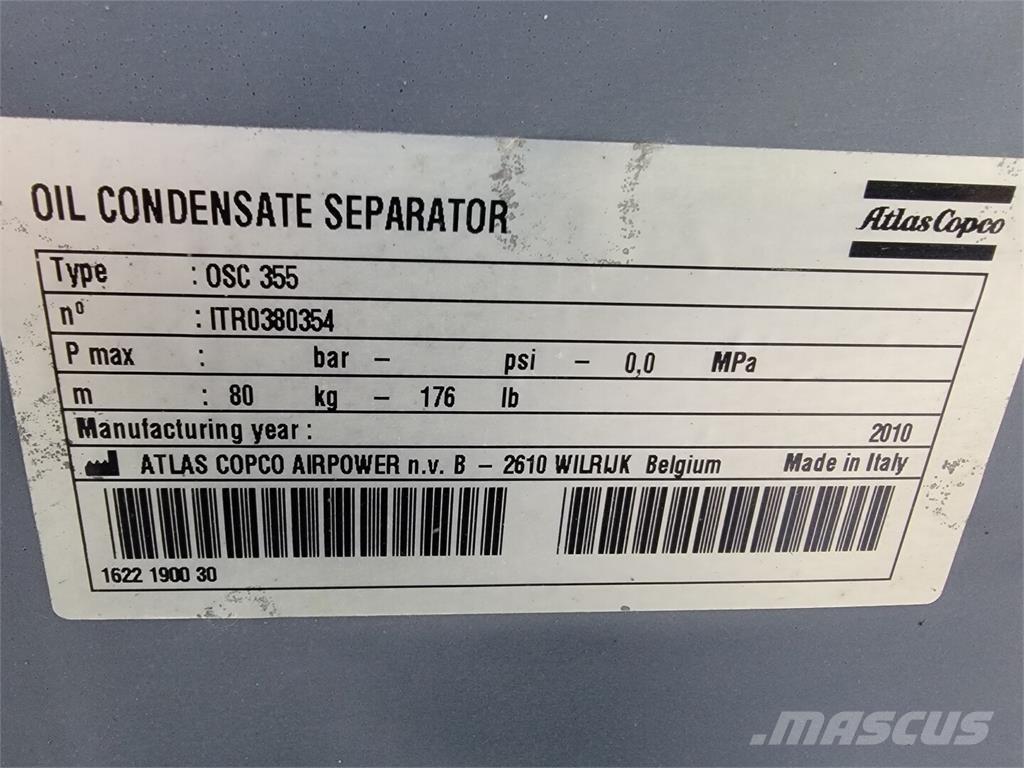 OIL CONDENSATE SEPARATOR
Atlas Copco
Type : OSC 355
nº : ITR0380354
P max : bar – psi – 0,0 MPa
m : 80 kg – 176 lb
Manufacturing year : 2010
ATLAS COPCO AIRPOWER n.v. B – 2610 WILRIJK Belgium Made in Italy
1622 1900 30
MASCUS